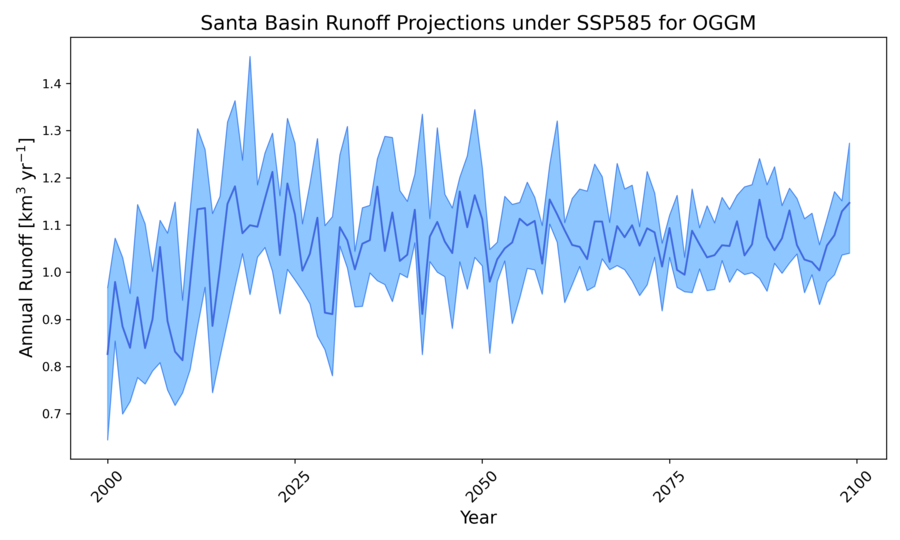 Santa Basin Runoff Projections under SSP585 for OGGM
Annual Runoff [km³ yr⁻¹]
1.4
1.3
1.2
1.1
1.0
0.9
0.8
0.7
2000 2025 2050 2075 2100
Year